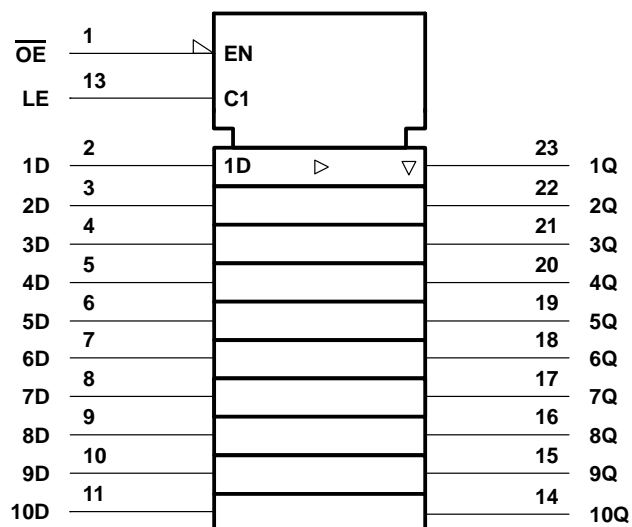 O̅E̅ 1 EN
LE 13 C1
1D 2 1D 23 1Q
2D 3 22 2Q
3D 4 21 3Q
4D 5 20 4Q
5D 6 19 5Q
6D 7 18 6Q
7D 8 17 7Q
8D 9 16 8Q
9D 10 15 9Q
10D 11 14 10Q